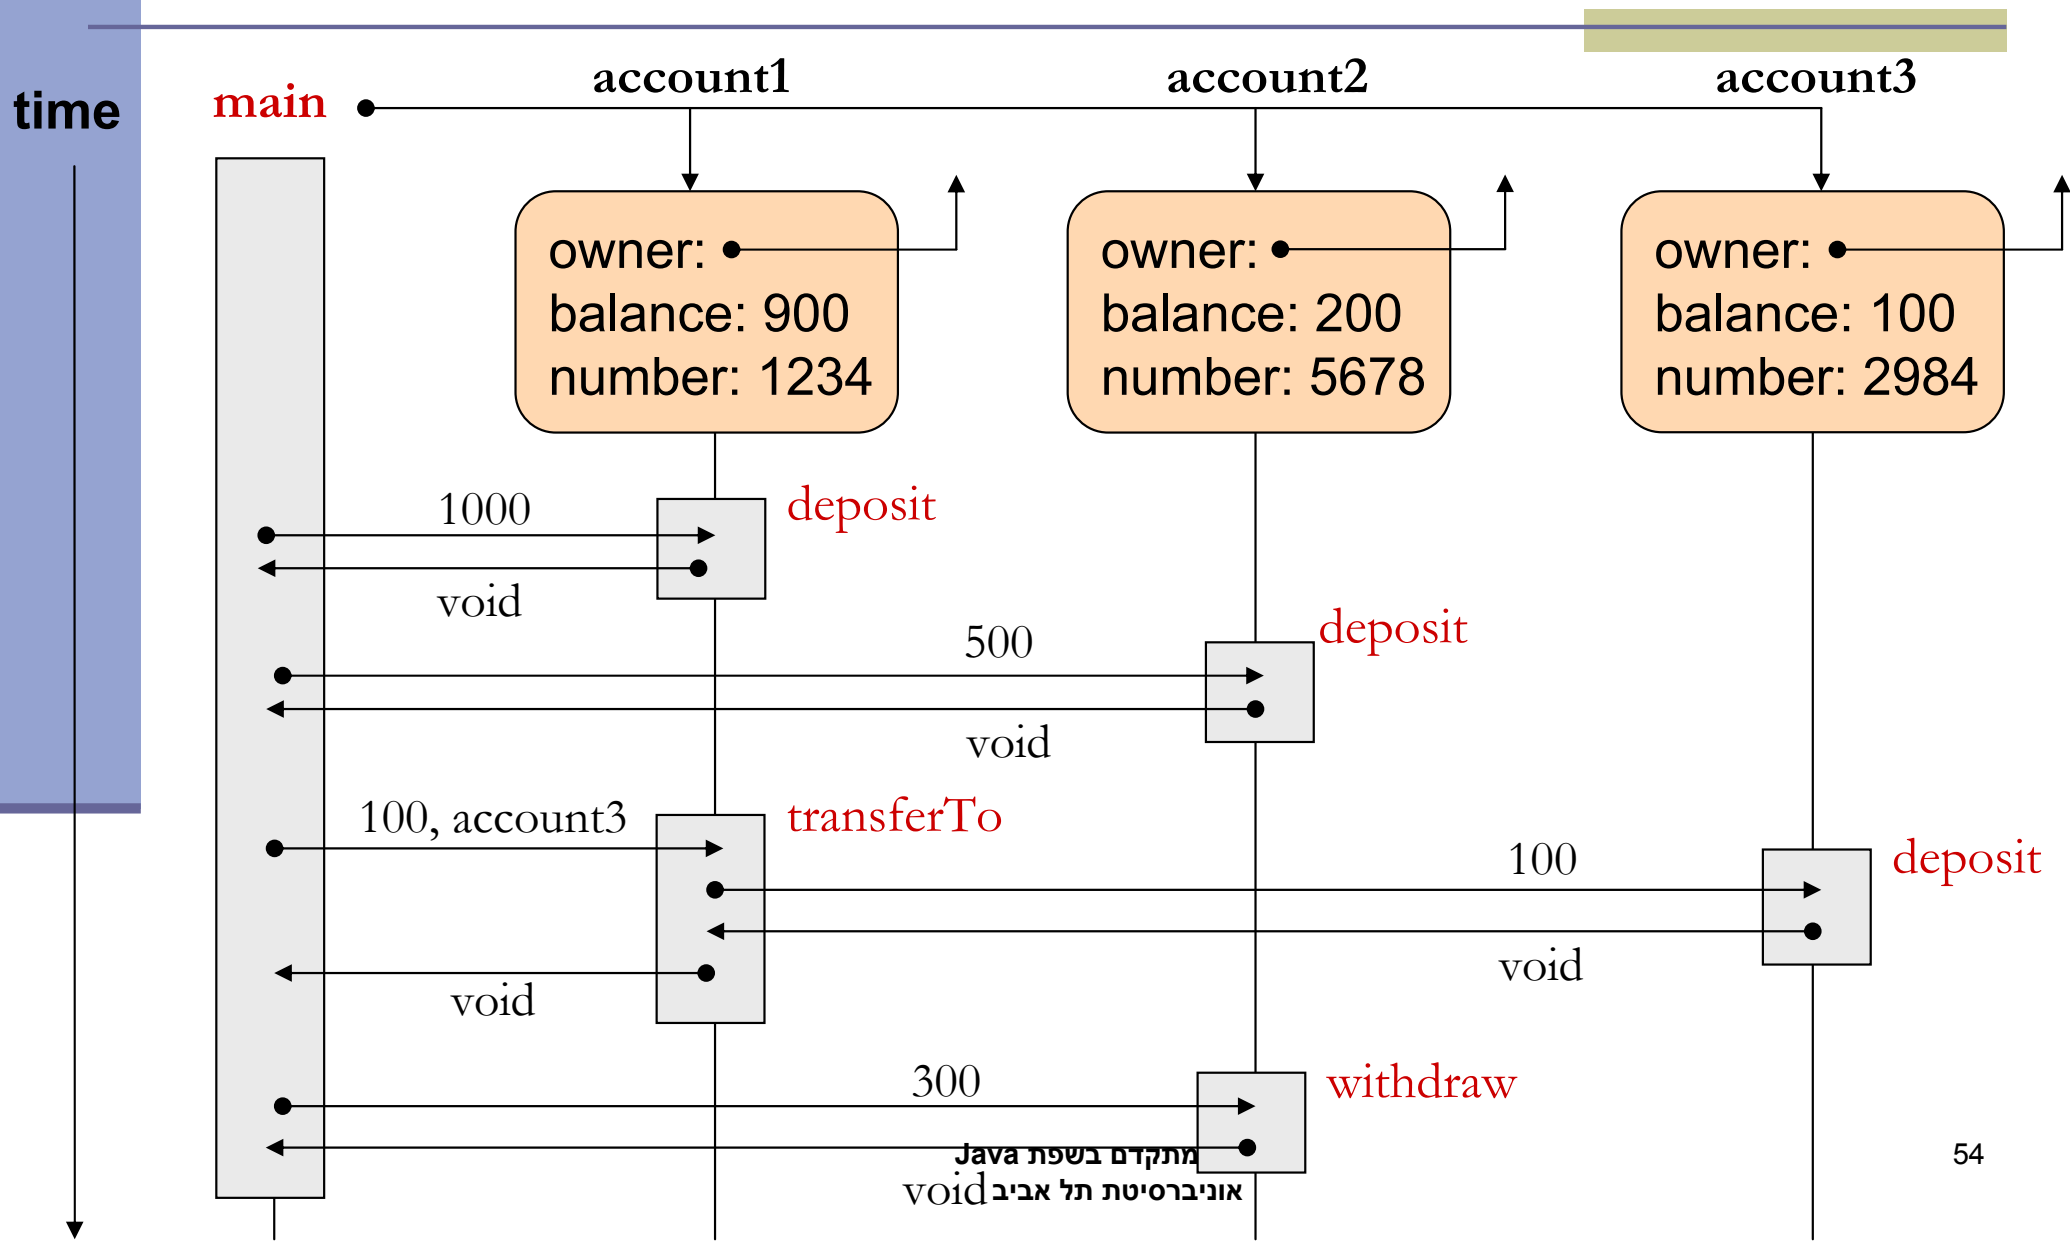 time
main
account1
account2
account3
owner:
balance: 900
number: 1234
owner:
balance: 200
number: 5678
owner:
balance: 100
number: 2984
1000
deposit
void
500
deposit
void
100, account3
transferTo
100
deposit
void
void
300
withdraw
מתקדם בשפת Java
אוניברסיטת תל אביב
void
54